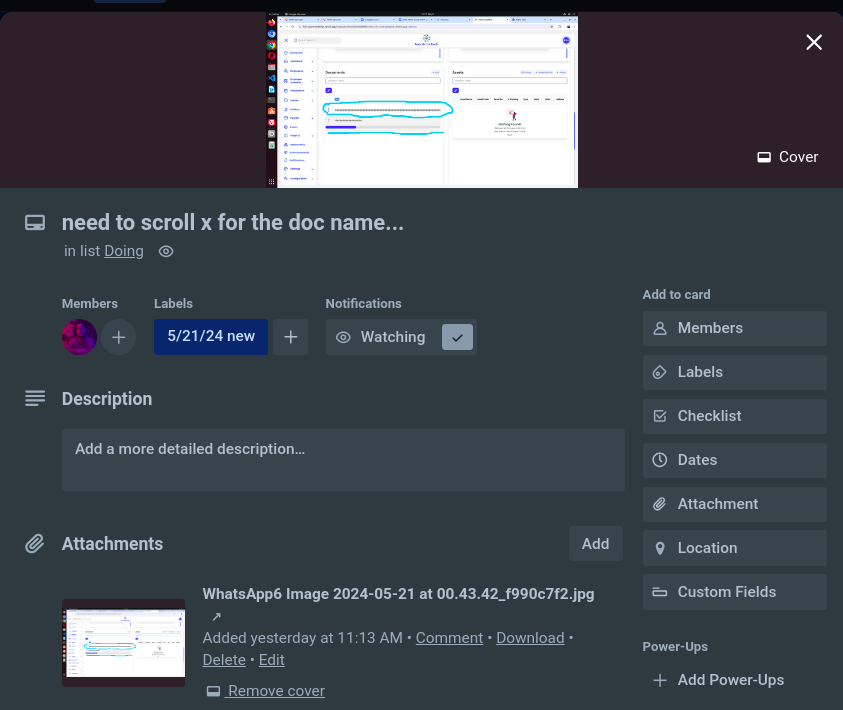 Cover
need to scroll x for the doc name...
in list Doing
Members
Labels
Notifications
5/21/24 new
Watching
Description
Add a more detailed description…
Attachments
Add
WhatsApp6 Image 2024-05-21 at 00.43.42_f990c7f2.jpg
↗
Added yesterday at 11:13 AM • Comment • Download •
Delete • Edit
Remove cover
Add to card
Members
Labels
Checklist
Dates
Attachment
Location
Custom Fields
Power-Ups
Add Power-Ups
Documents
Assets